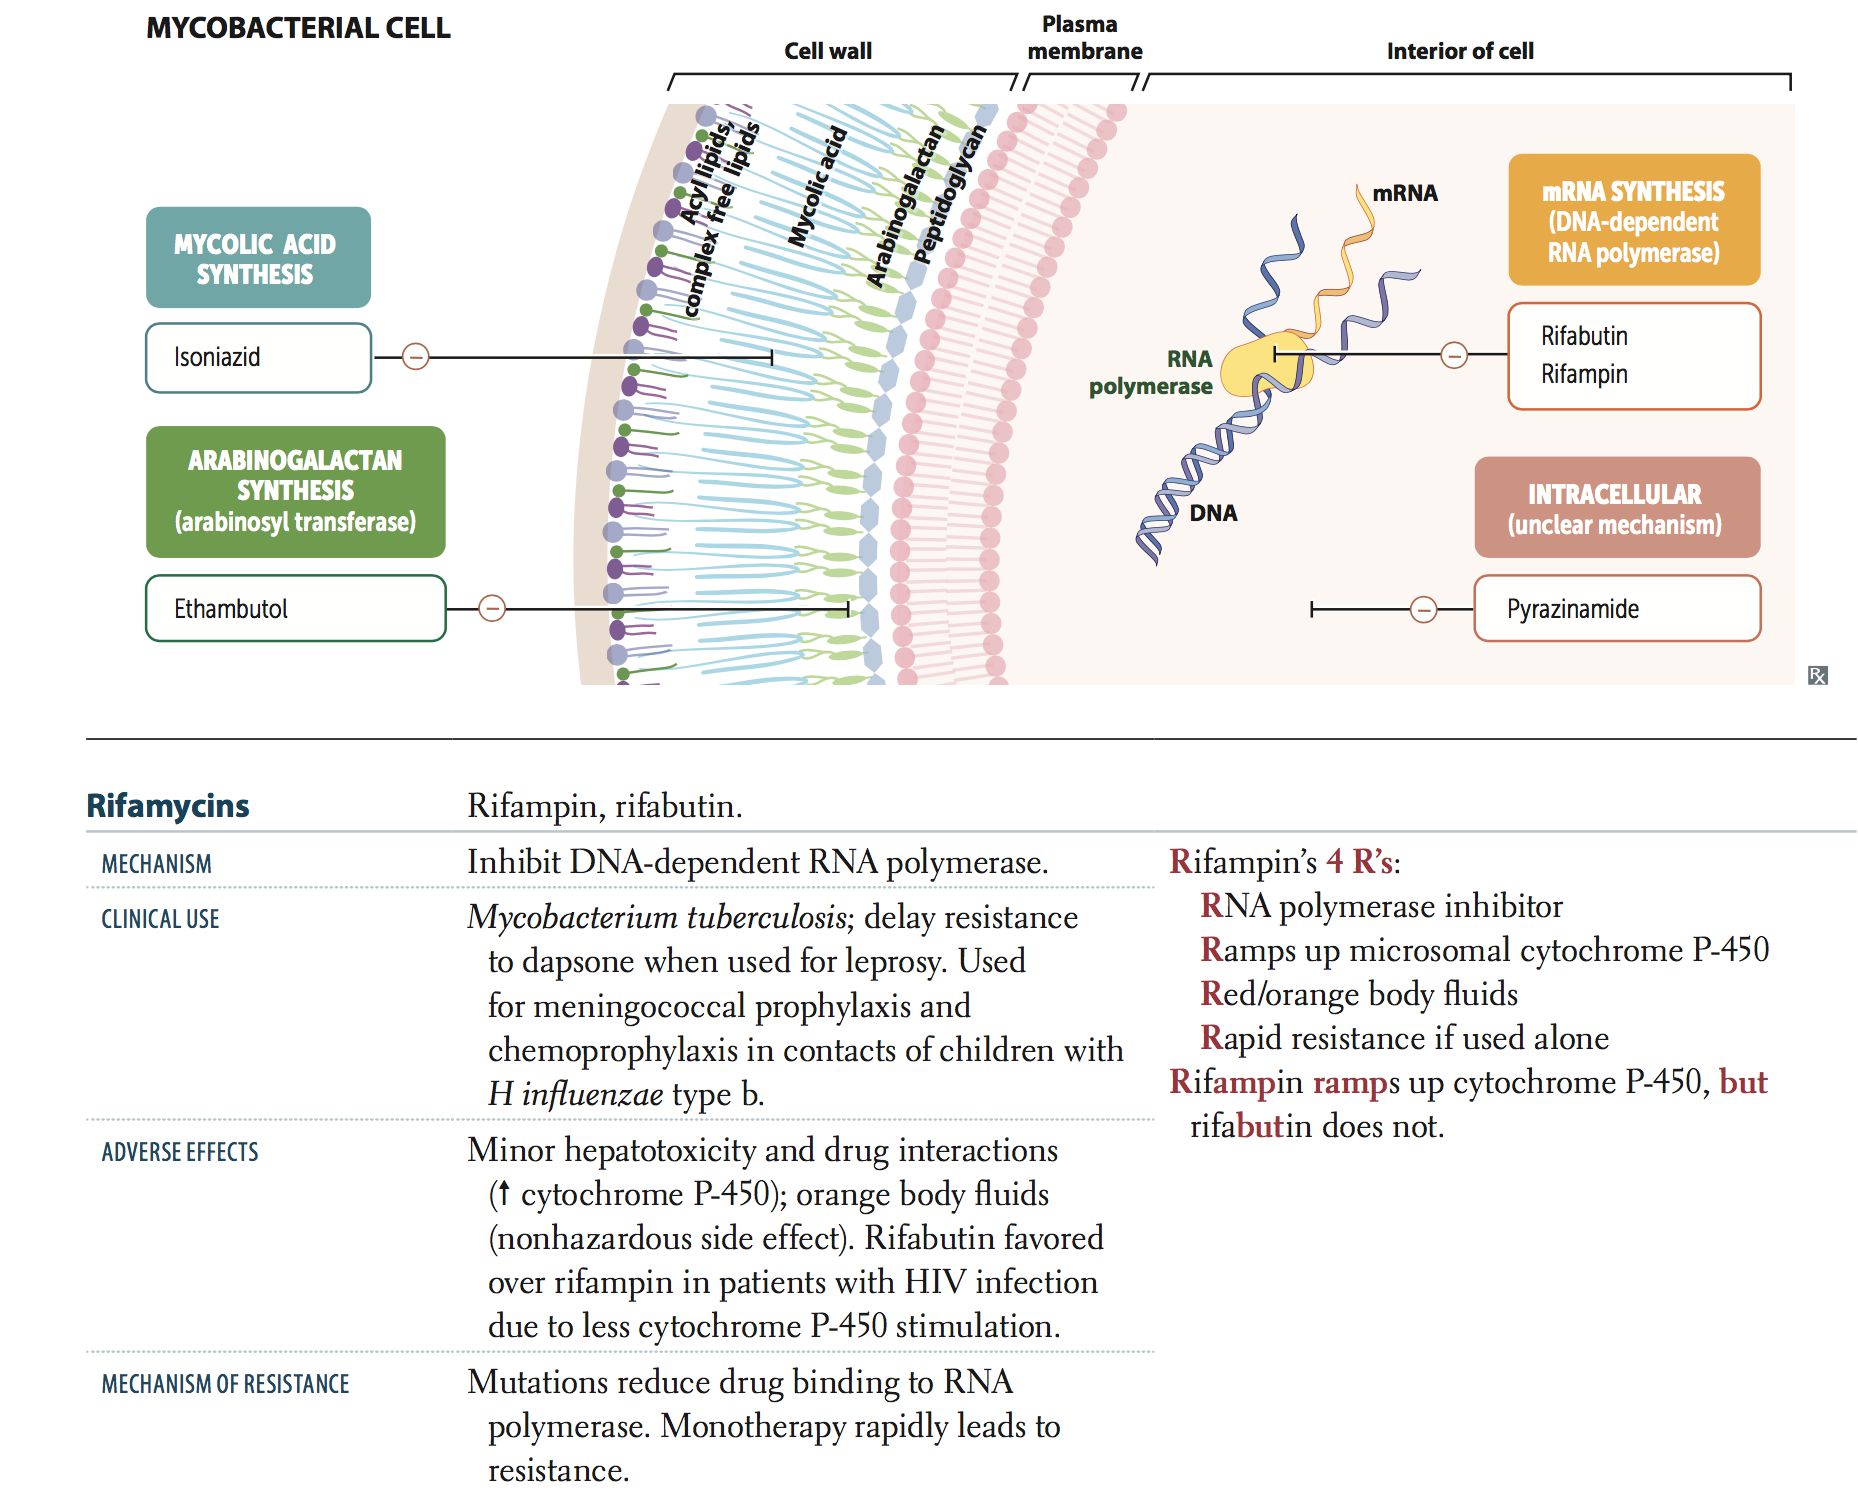 MYCOBACTERIAL CELL
Cell wall
Plasma
membrane
Interior of cell
Acyl lipids,
complex free lipids
Mycolic acid
Arabinogalactan
Peptidoglycan
MYCOLIC ACID
SYNTHESIS
Isoniazid
ARABINOGALACTAN
SYNTHESIS
(arabinosyl transferase)
Ethambutol
mRNA
RNA
polymerase
DNA
mRNA SYNTHESIS
(DNA-dependent
RNA polymerase)
Rifabutin
Rifampin
INTRACELLULAR
(unclear mechanism)
Pyrazinamide
Rx
Rifamycins
Rifampin, rifabutin.
MECHANISM
Inhibit DNA-dependent RNA polymerase.
CLINICAL USE
Mycobacterium tuberculosis; delay resistance
to dapsone when used for leprosy. Used
for meningococcal prophylaxis and
chemoprophylaxis in contacts of children with
H influenzae type b.
ADVERSE EFFECTS
Minor hepatotoxicity and drug interactions
(↑ cytochrome P-450); orange body fluids
(nonhazardous side effect). Rifabutin favored
over rifampin in patients with HIV infection
due to less cytochrome P-450 stimulation.
MECHANISM OF RESISTANCE
Mutations reduce drug binding to RNA
polymerase. Monotherapy rapidly leads to
resistance.
Rifampin’s 4 R’s:
RNA polymerase inhibitor
Ramps up microsomal cytochrome P-450
Red/orange body fluids
Rapid resistance if used alone
Rifampin ramps up cytochrome P-450, but
rifabutin does not.